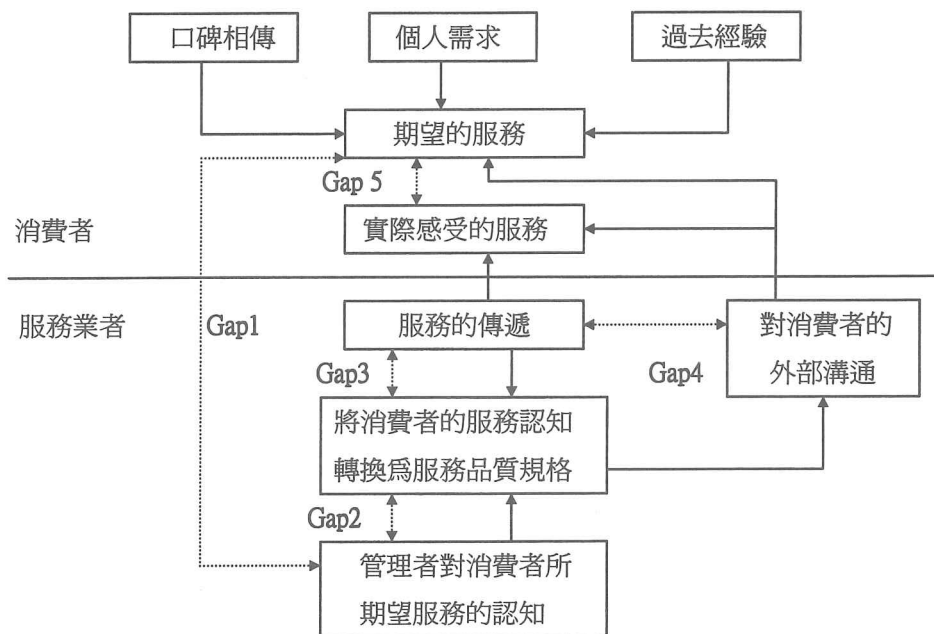 口碑相傳
個人需求
過去經驗
期望的服務
Gap 5
消費者
實際感受的服務
服務業者
Gap1
服務的傳遞
對消費者的
外部溝通
Gap3
Gap4
將消費者的服務認知
轉換爲服務品質規格
Gap2
管理者對消費者所
期望服務的認知